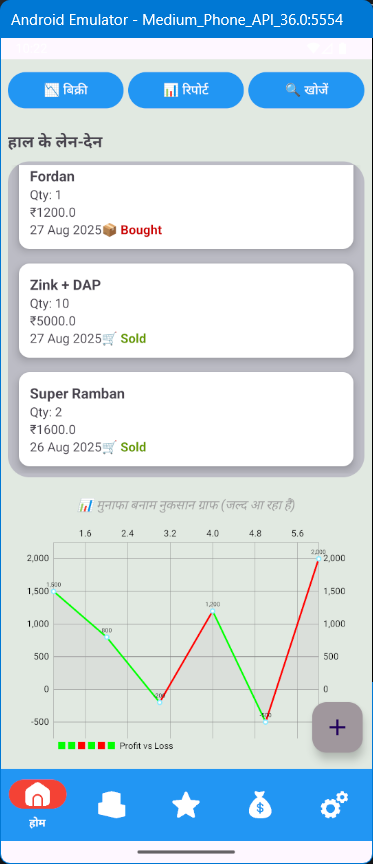 Android Emulator - Medium_Phone_API_36.0:5554
📉 बिक्री
📊 रिपोर्ट
🔍 खोजें
हाल के लेन-देन
Fordan
Qty: 1
₹1200.0
27 Aug 2025📦 Bought
Zink + DAP
Qty: 10
₹5000.0
27 Aug 2025🛒 Sold
Super Ramban
Qty: 2
₹1600.0
26 Aug 2025🛒 Sold
📊 मुनाफा बनाम नुकसान ग्राफ (जल्द आ रहा है)
1.6 2.4 3.2 4.0 4.8 5.6
2,000 2,000 2,000
1,500 1,500 1,500
1,200
1,000 1,000
800
500 500
0 0
-200
-500
Profit vs Loss
+
होम